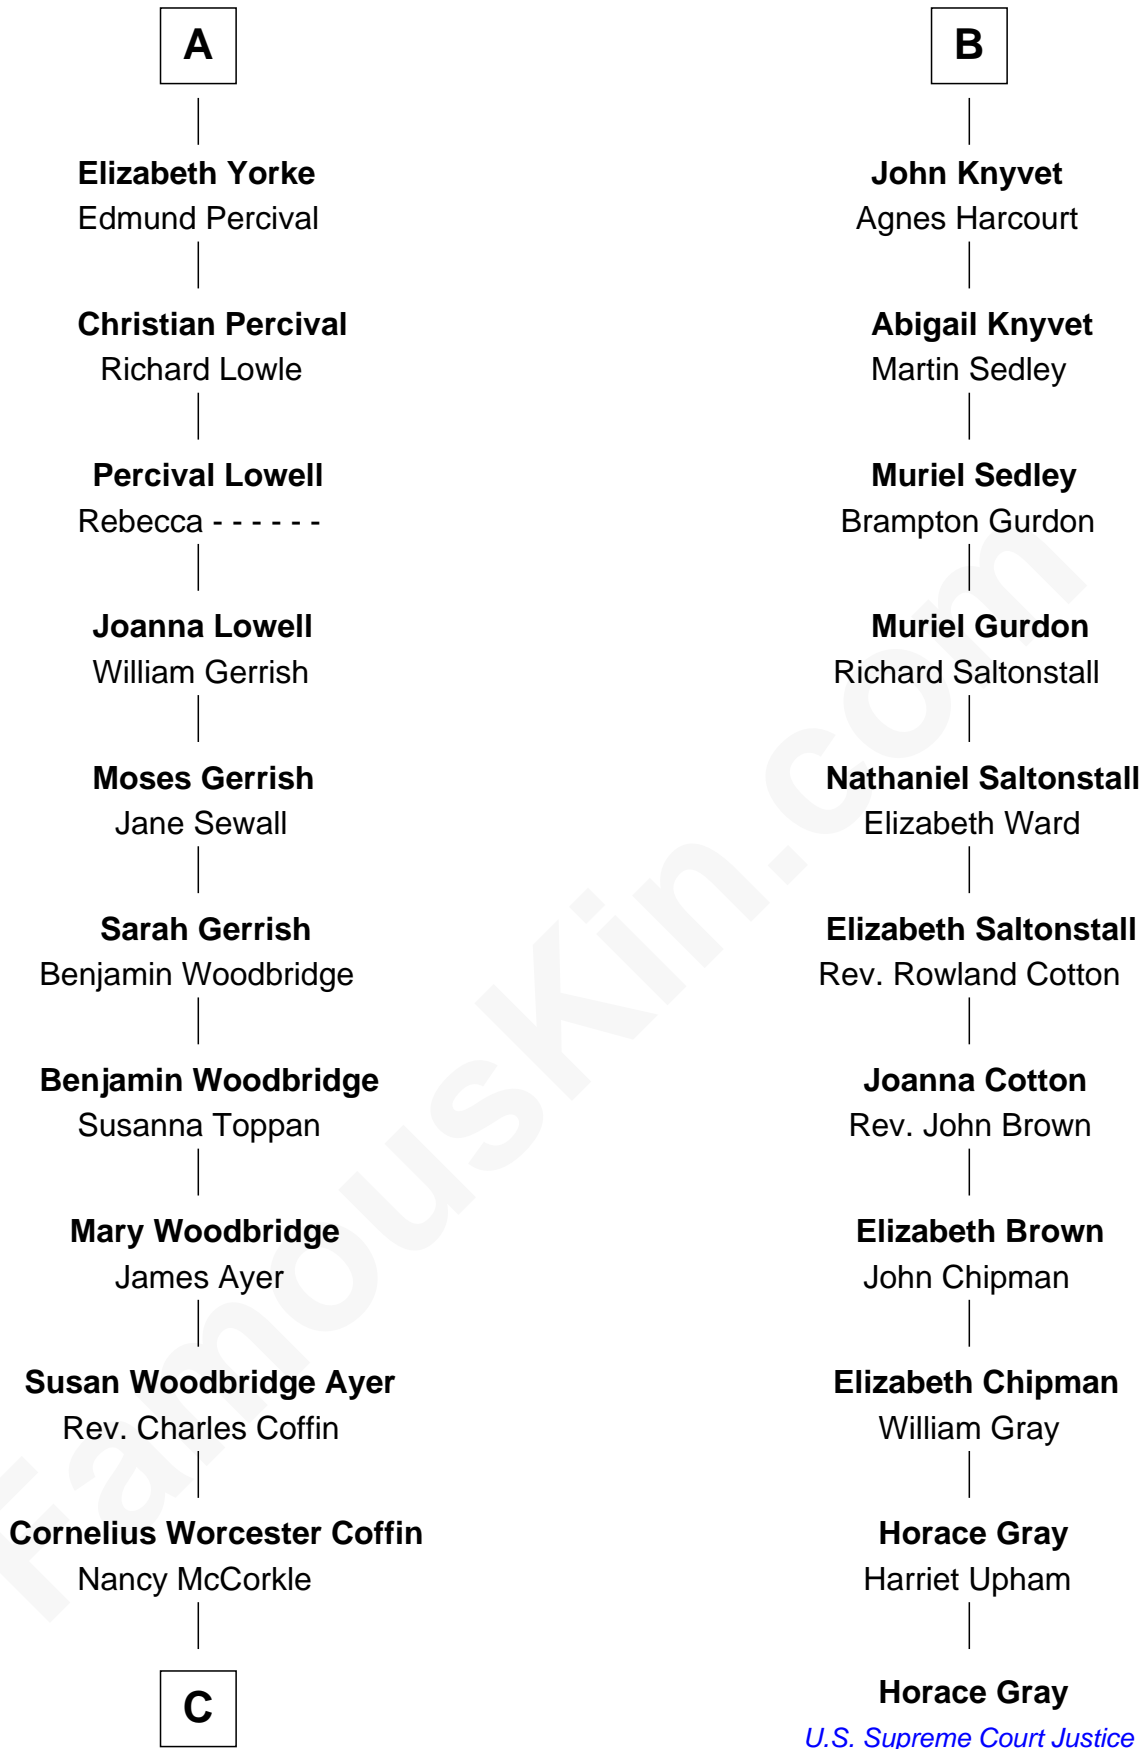 A
Elizabeth Yorke
Edmund Percival
Christian Percival
Richard Lowle
Percival Lowell
Rebecca - - - - - -
Joanna Lowell
William Gerrish
Moses Gerrish
Jane Sewall
Sarah Gerrish
Benjamin Woodbridge
Benjamin Woodbridge
Susanna Toppan
Mary Woodbridge
James Ayer
Susan Woodbridge Ayer
Rev. Charles Coffin
Cornelius Worcester Coffin
Nancy McCorkle
C
B
John Knyvet
Agnes Harcourt
Abigail Knyvet
Martin Sedley
Muriel Sedley
Brampton Gurdon
Muriel Gurdon
Richard Saltonstall
Nathaniel Saltonstall
Elizabeth Ward
Elizabeth Saltonstall
Rev. Rowland Cotton
Joanna Cotton
Rev. John Brown
Elizabeth Brown
John Chipman
Elizabeth Chipman
William Gray
Horace Gray
Harriet Upham
Horace Gray
U.S. Supreme Court Justice
FamousKin.com